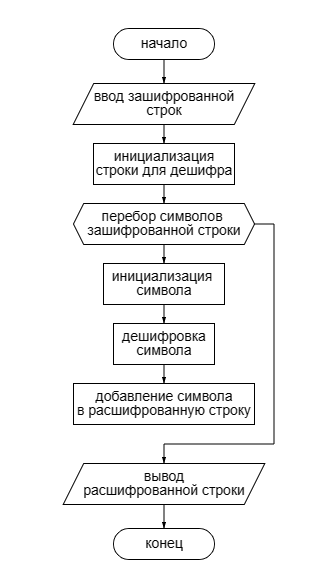 начало
ввод зашифрованной
строк
инициализация
строки для дешифра
перебор символов
зашифрованной строки
инициализация
символа
дешифровка
символа
добавление символа
в расшифрованную строку
вывод
расшифрованной строки
конец